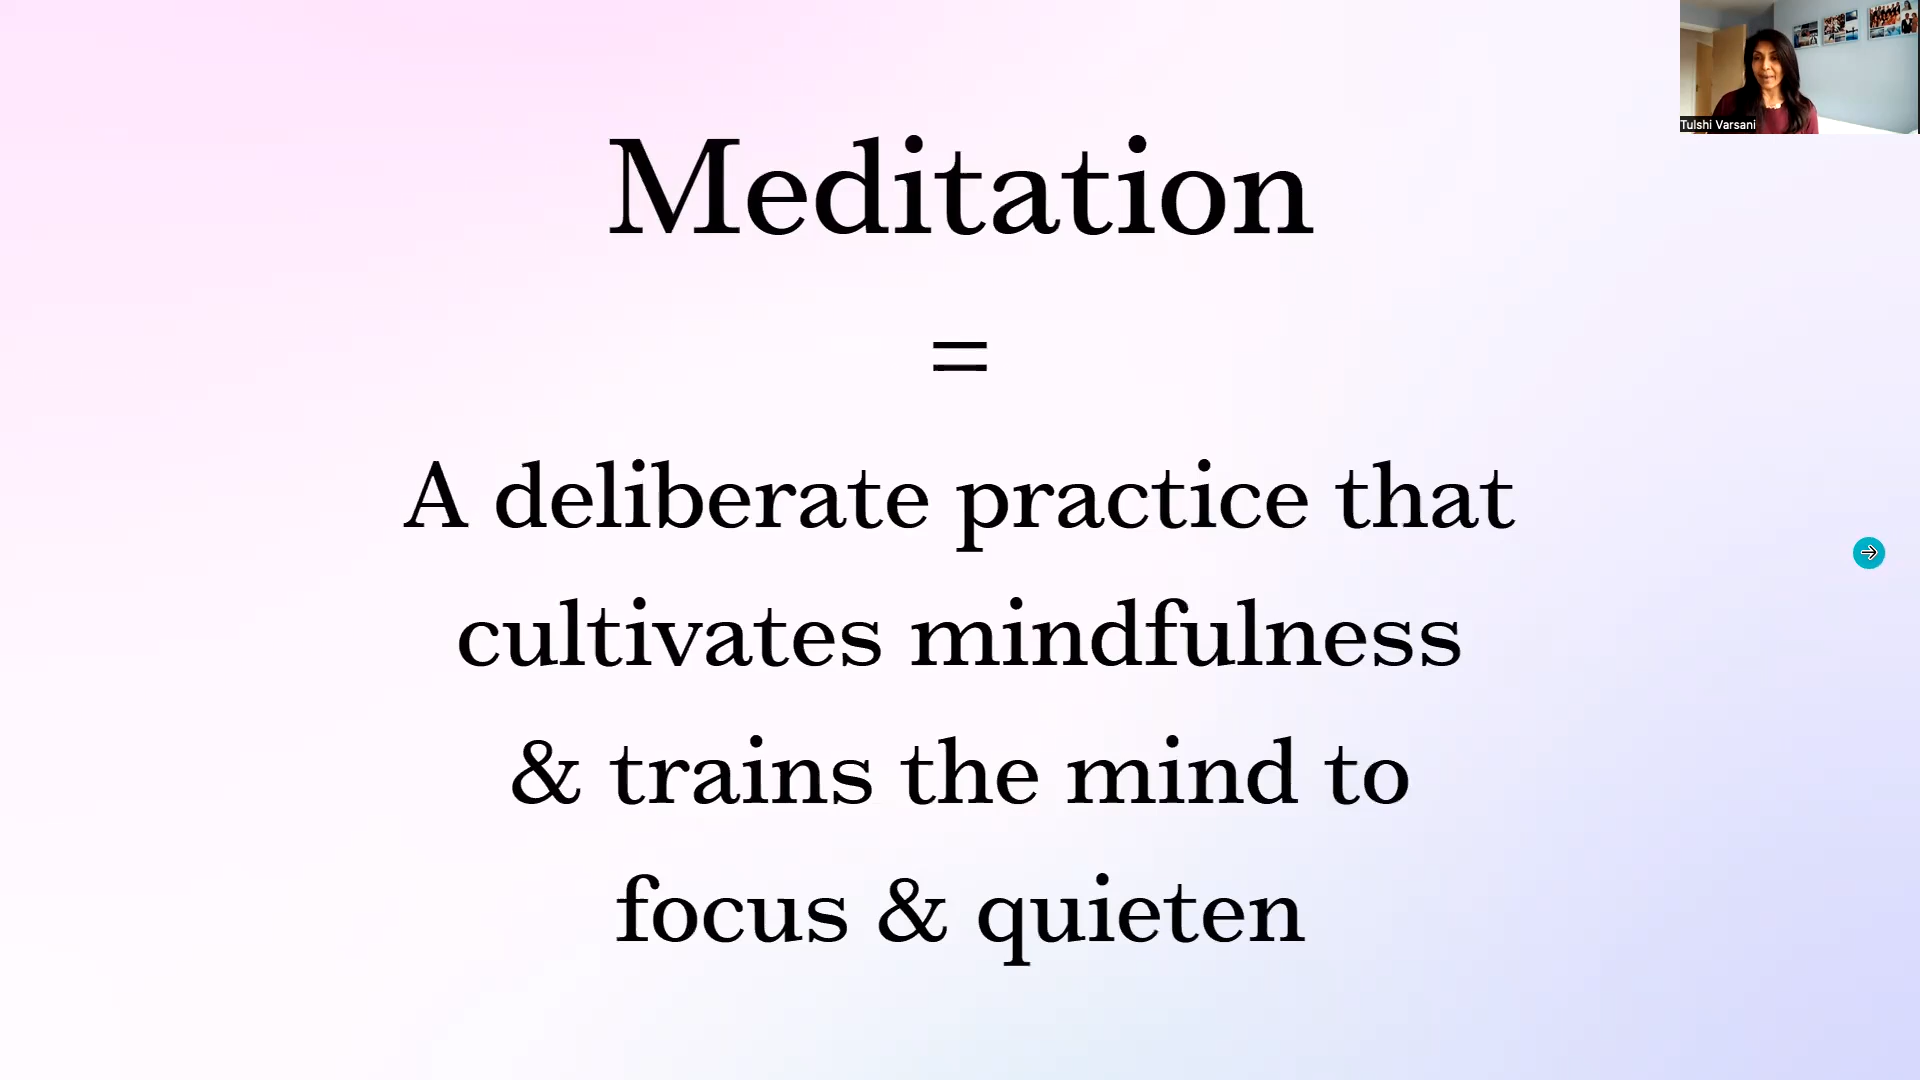 Tulshi Varsani
Meditation
=
A deliberate practice that
cultivates mindfulness
& trains the mind to
focus & quieten